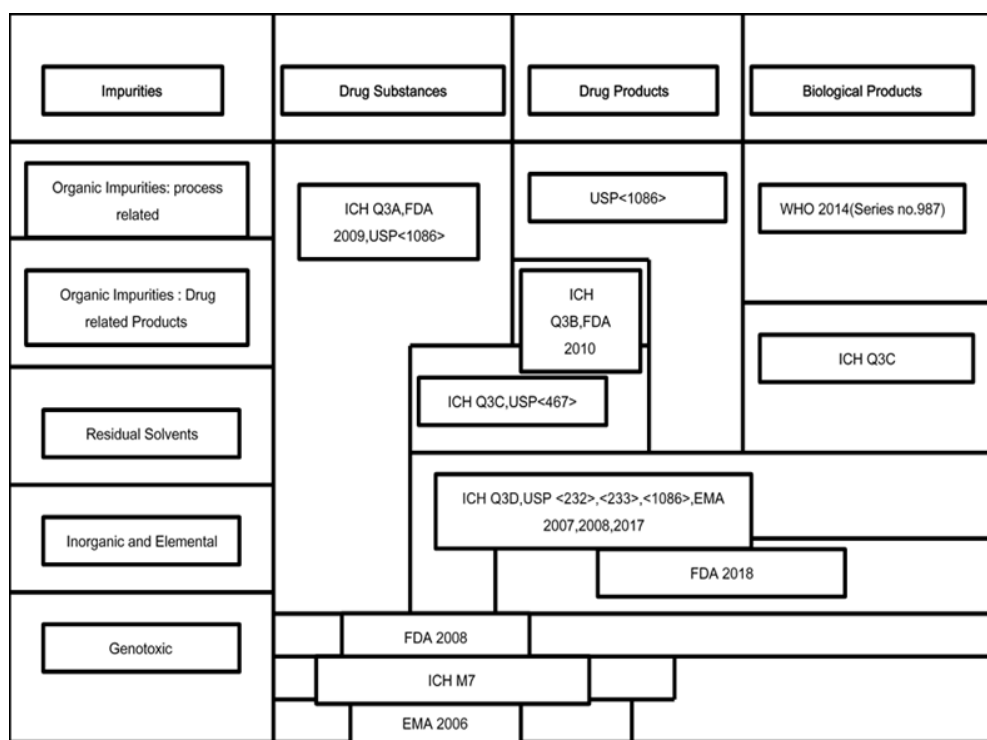 Impurities
Drug Substances
Drug Products
Biological Products
Organic Impurities: process
related
ICH Q3A,FDA
2009,USP<1086>
USP<1086>
WHO 2014(Series no.987)
Organic Impurities : Drug
related Products
ICH
Q3B,FDA
2010
ICH Q3C
Residual Solvents
ICH Q3C,USP<467>
Inorganic and Elemental
ICH Q3D,USP <232>,<233>,<1086>,EMA
2007,2008,2017
FDA 2018
Genotoxic
FDA 2008
ICH M7
EMA 2006